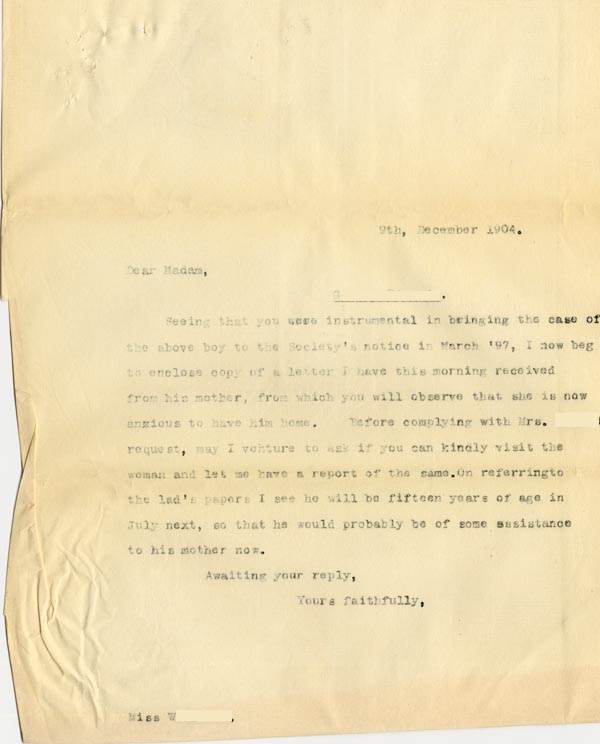 9th, December 1904.
Dear Madam,
G .
Seeing that you were instrumental in bringing the case of
the above boy to the Society's notice in March '97, I now beg
to enclose copy of a letter I have this morning received
from his mother, from which you will observe that she is now
anxious to have him home. Before complying with Mrs.
request, may I venture to ask if you can kindly visit the
woman and let me have a report of the same.On referringto
the lad's papers I see he will be fifteen years of age in
July next, so that he would probably be of some assistance
to his mother now.
Awaiting your reply,
Yours faithfully,
Miss W .